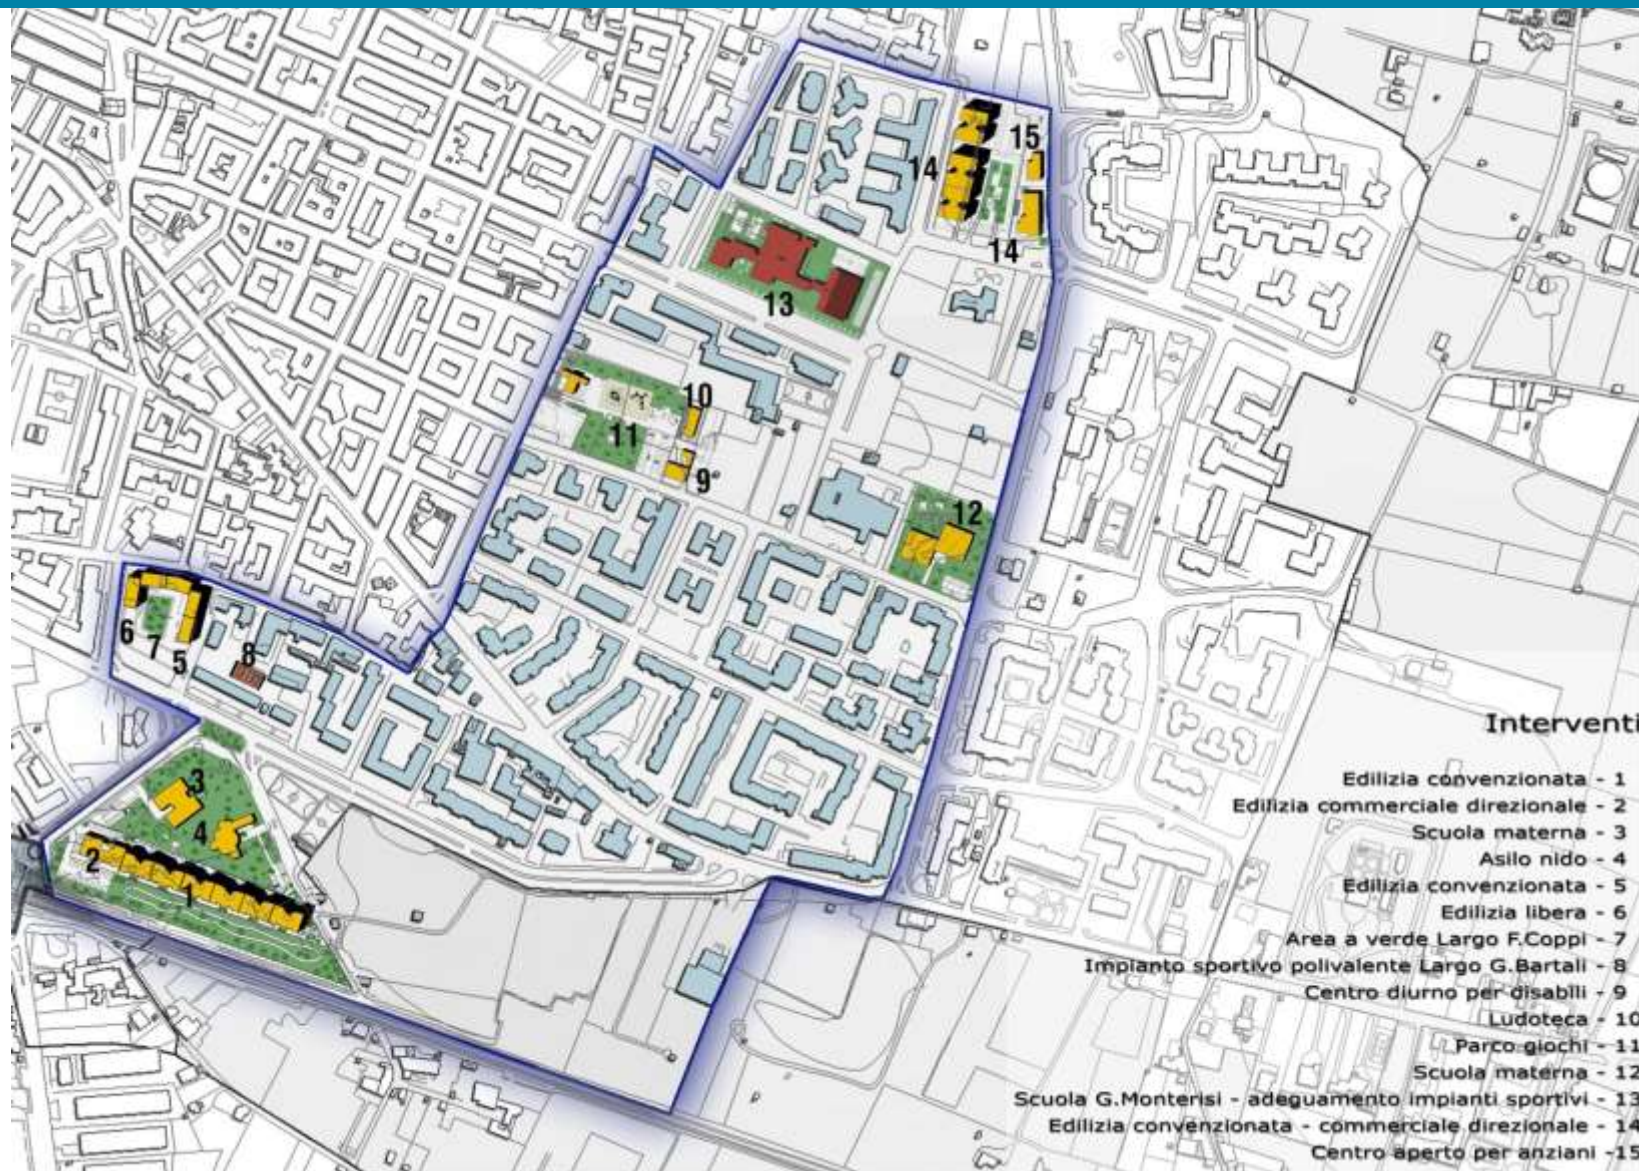 15
14
14
13
10
11
9
12
6
7
5
8
3
4
2
1
Interventi
Edilizia convenzionata - 1
Edilizia commerciale direzionale - 2
Scuola materna - 3
Asilo nido - 4
Edilizia convenzionata - 5
Edilizia libera - 6
Area a verde Largo F.Coppi - 7
Impianto sportivo polivalente Largo G.Bartali - 8
Centro diurno per disabili - 9
Ludoteca - 10
Parco giochi - 11
Scuola materna - 12
Scuola G.Monterisi - adeguamento impianti sportivi - 13
Edilizia convenzionata - commerciale direzionale - 14
Centro aperto per anziani -15